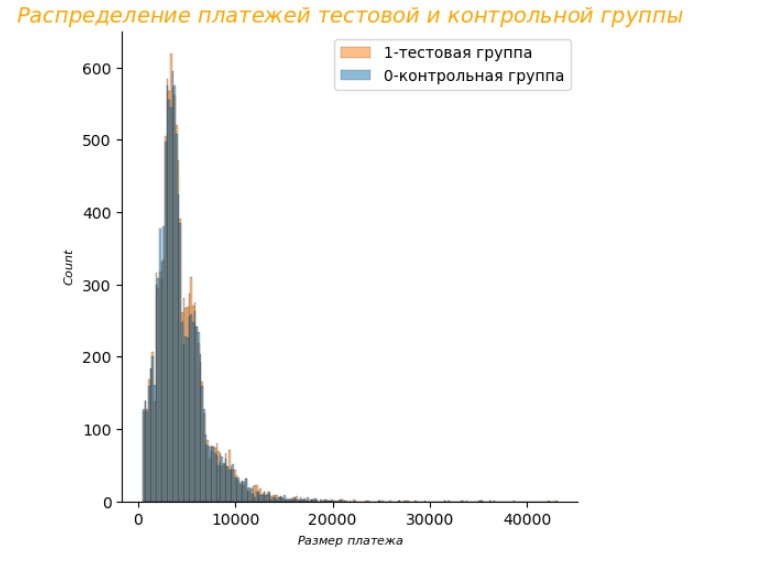 Распределение платежей тестовой и контрольной группы
1-тестовая группа
0-контрольная группа
600
500
400
300
200
100
0
Count
0 10000 20000 30000 40000
Размер платежа